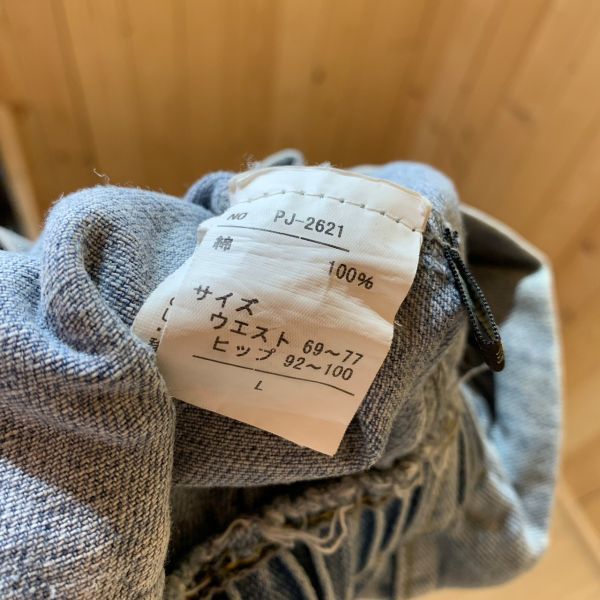 NO PJ-2621
綿 100%
サイズ
ウエスト 69〜77
ヒップ 92〜100
L